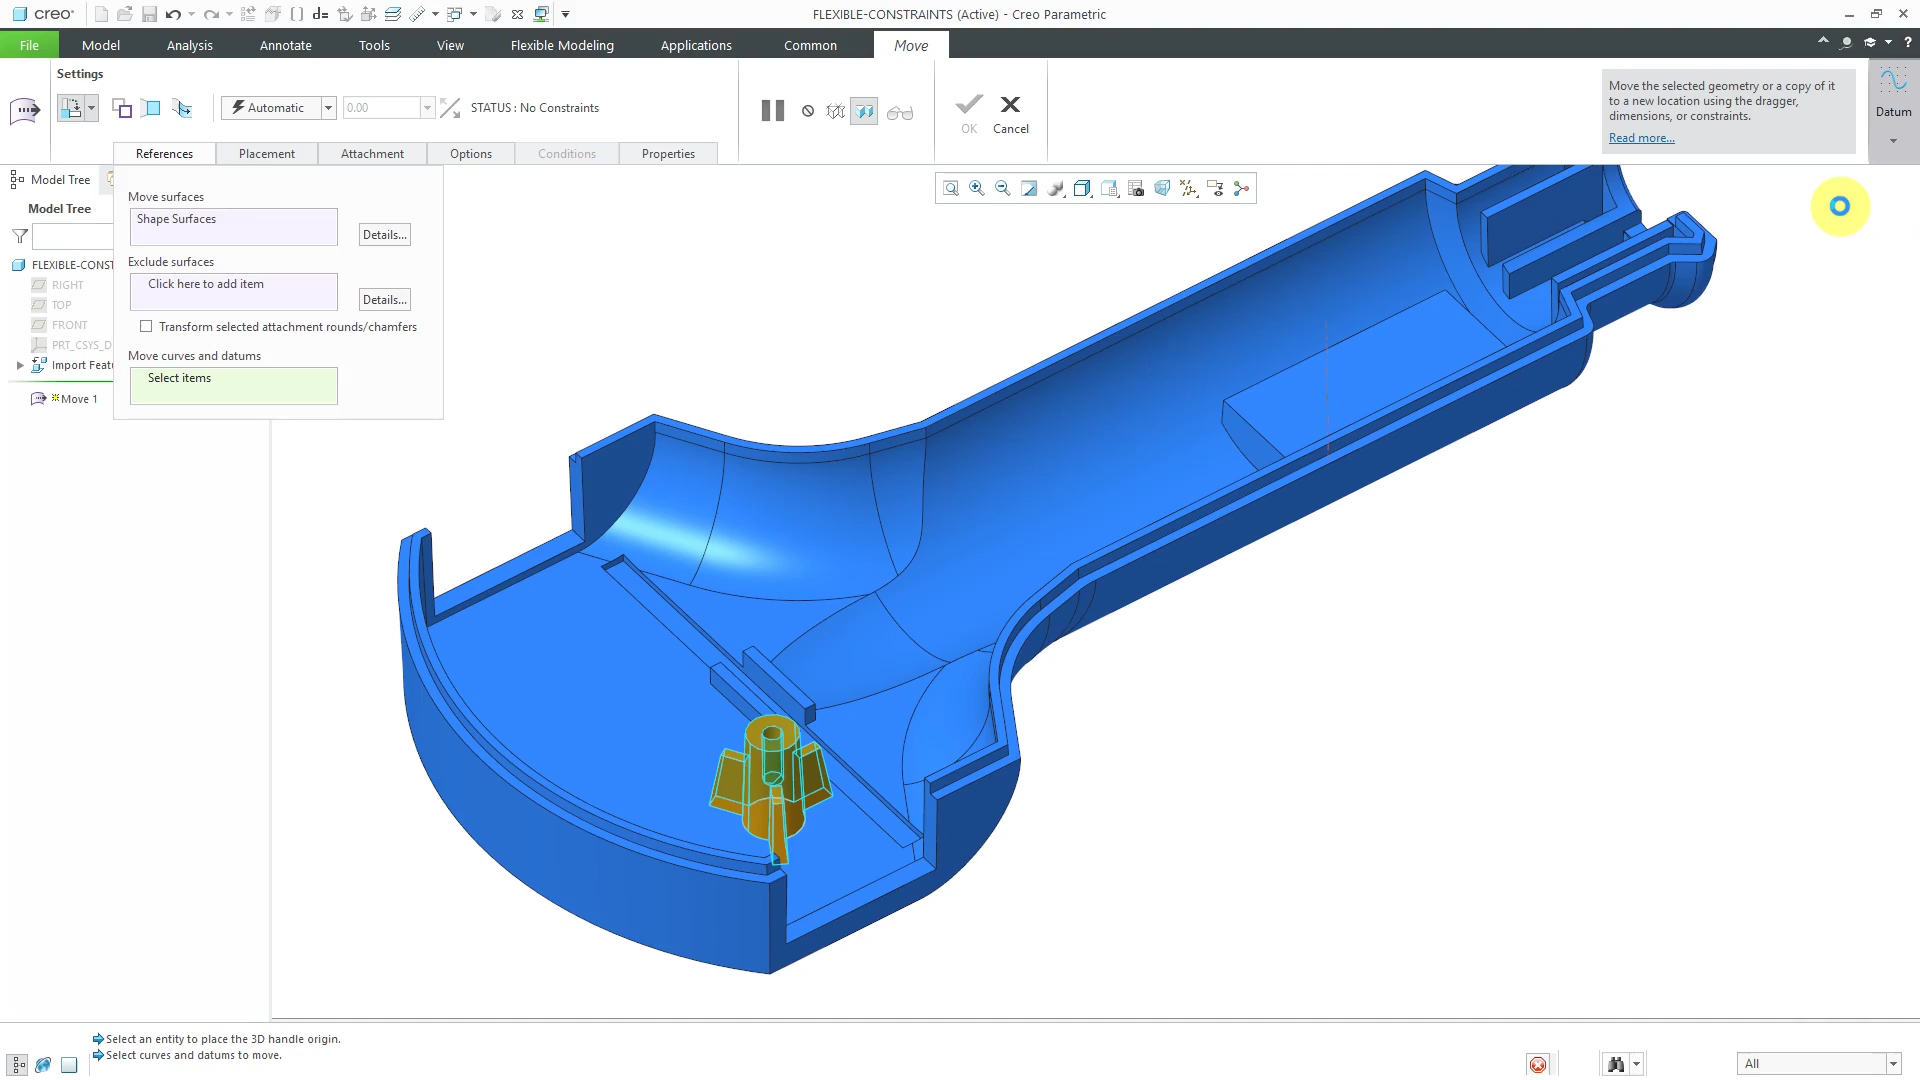 creo®
FLEXIBLE-CONSTRAINTS (Active) - Creo Parametric
File
Model
Analysis
Annotate
Tools
View
Flexible Modeling
Applications
Common
Move
Settings
Automatic
0.00
STATUS : No Constraints
OK
Cancel
Move the selected geometry or a copy of it
to a new location using the dragger,
dimensions, or constraints.
Read more...
Datum
References
Placement
Attachment
Options
Conditions
Properties
Model Tree
Model Tree
FLEXIBLE-CONST
RIGHT
TOP
FRONT
PRT_CSYS_D
Import Featu
Move 1
Move surfaces
Shape Surfaces
Details...
Exclude surfaces
Click here to add item
Details...
Transform selected attachment rounds/chamfers
Move curves and datums
Select items
Select an entity to place the 3D handle origin.
Select curves and datums to move.
All